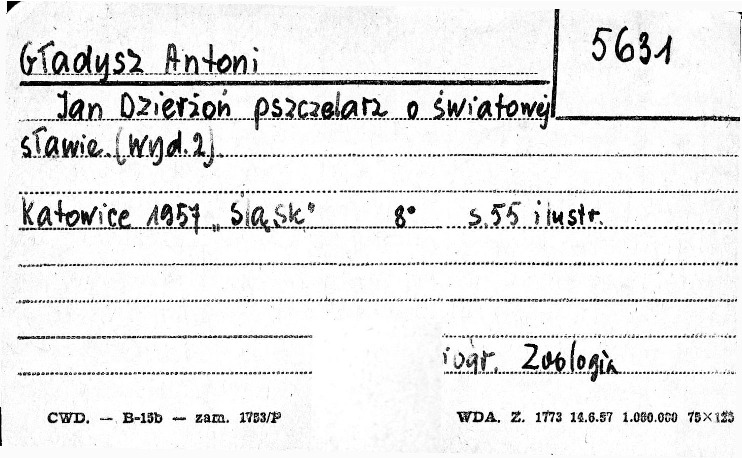 Gładysz Antoni
5631
Jan Dzierżoń pszczelarz o światowej
sławie. (Wyd. 2)
Katowice 1957 „Śląsk" 8° s. 55 ilustr.
iogr. Zoologia
CWD. — B-15b — zam. 1753/P
WDA. Z. 1773 14.6.57 1.000.000 75×125